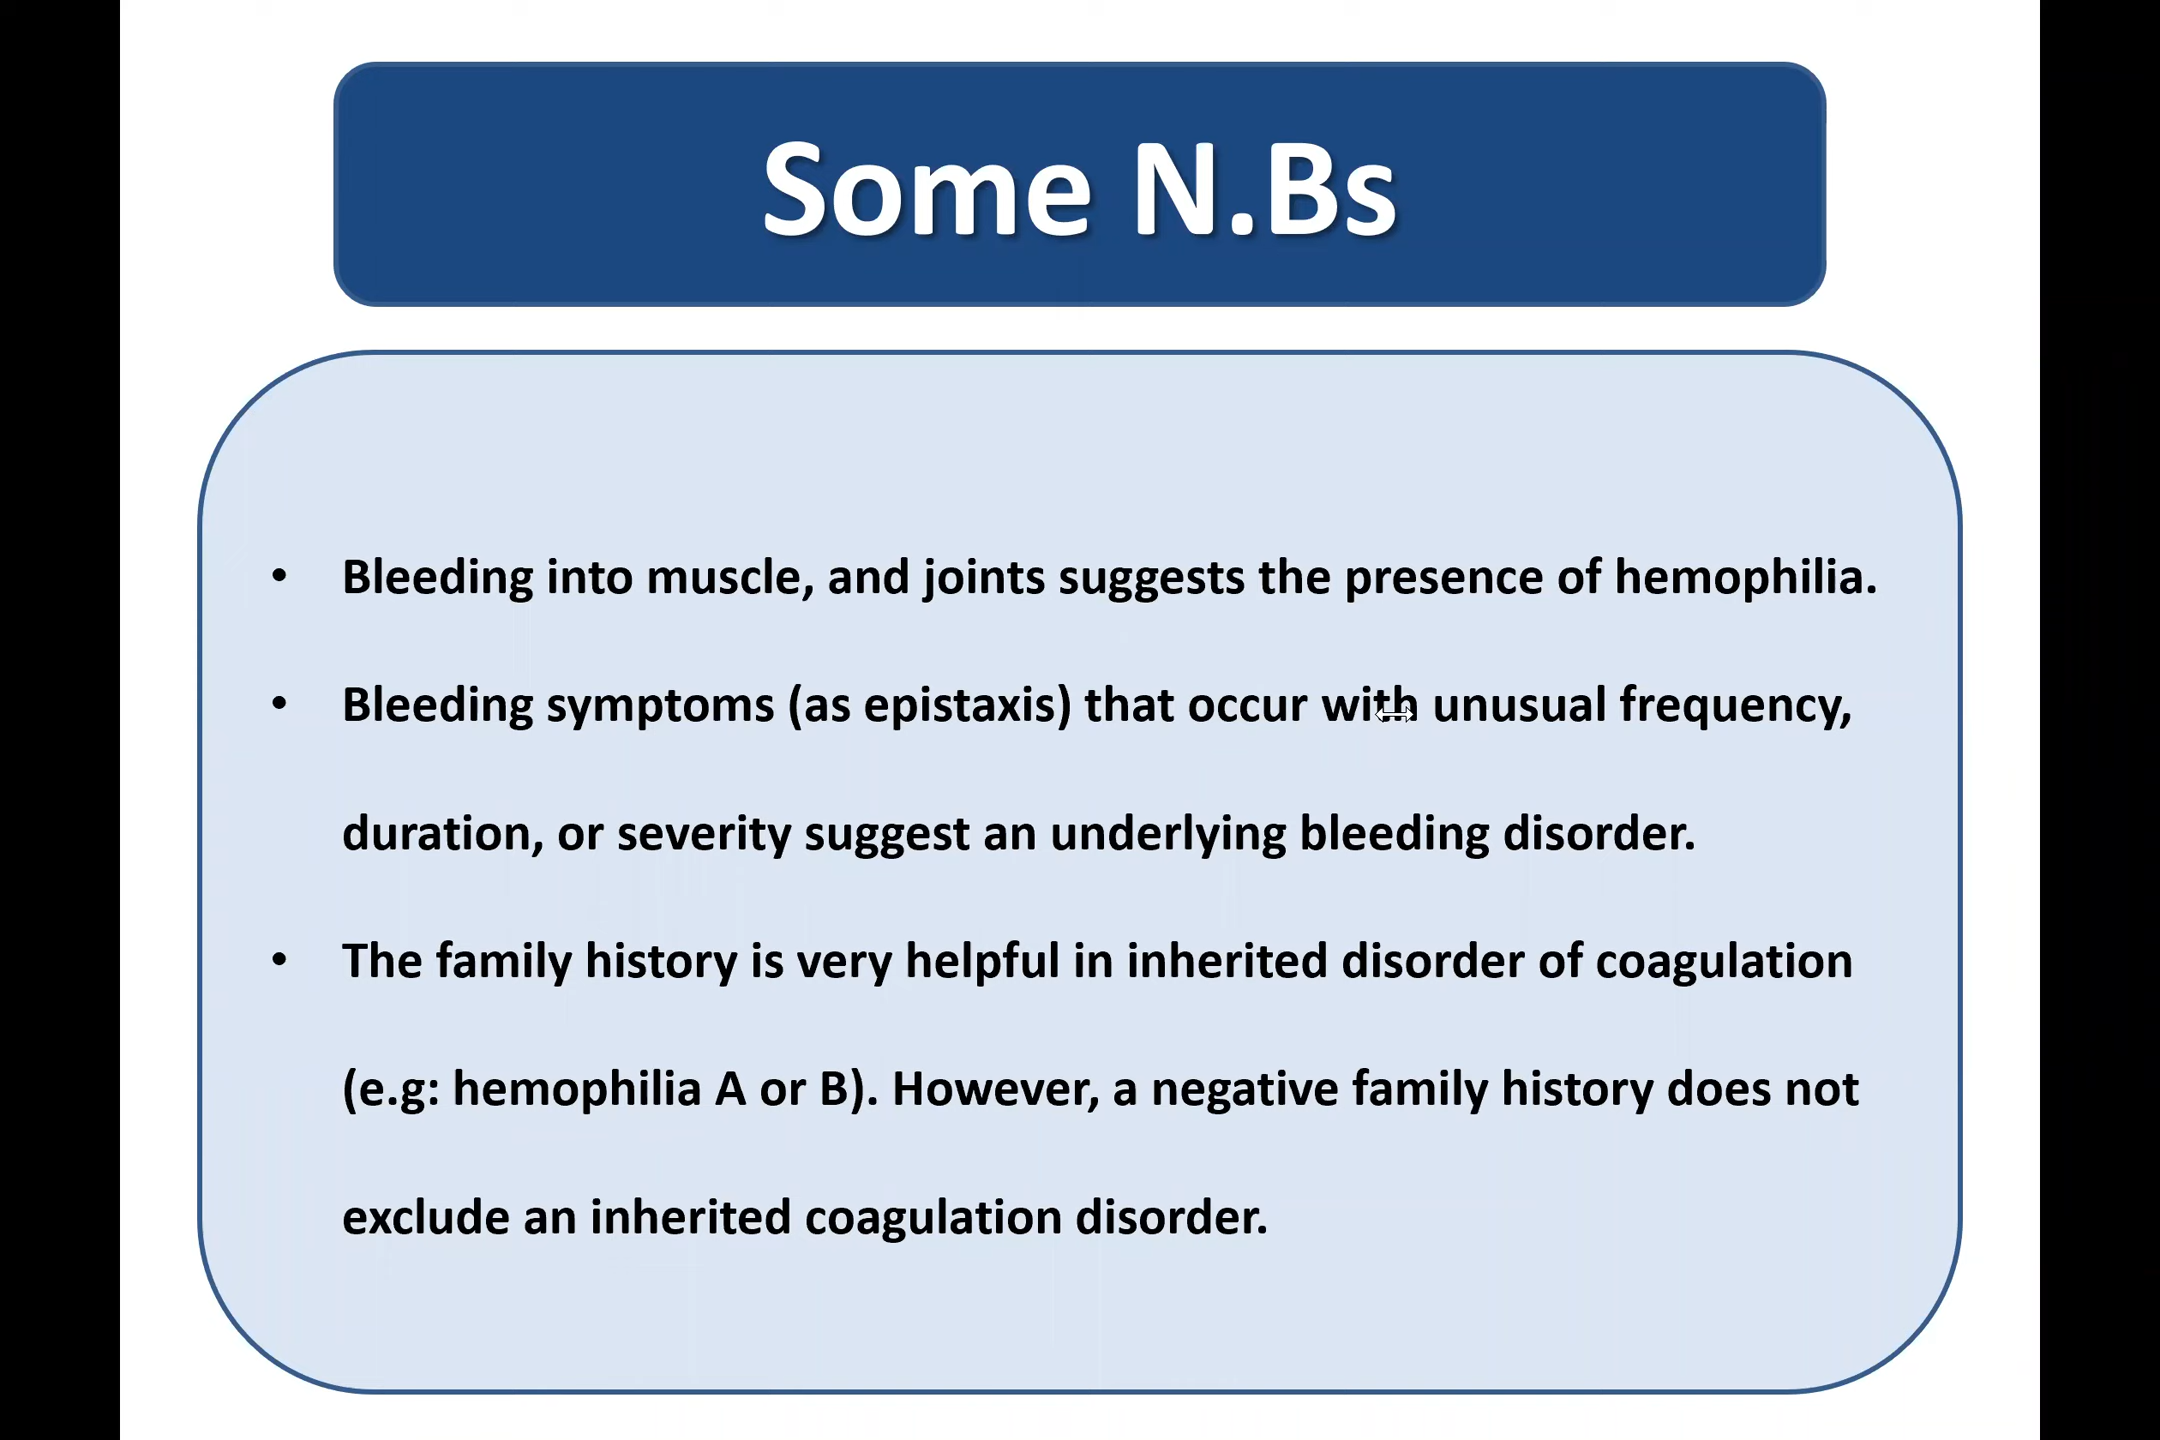 Some N.Bs
• Bleeding into muscle, and joints suggests the presence of hemophilia.
• Bleeding symptoms (as epistaxis) that occur with unusual frequency,
duration, or severity suggest an underlying bleeding disorder.
• The family history is very helpful in inherited disorder of coagulation
(e.g: hemophilia A or B). However, a negative family history does not
exclude an inherited coagulation disorder.